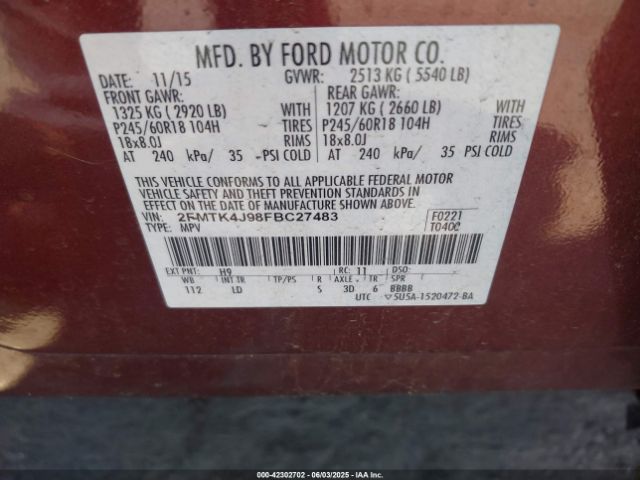 MFD. BY FORD MOTOR CO.
DATE: 11/15 GVWR: 2513 KG ( 5540 LB)
FRONT GAWR: REAR GAWR:
1325 KG ( 2920 LB) WITH 1207 KG ( 2660 LB) WITH
P245/60R18 104H TIRES P245/60R18 104H TIRES
18x8.0J RIMS 18x8.0J RIMS
AT 240 kPa/ 35 PSI COLD AT 240 kPa/ 35 PSI COLD
THIS VEHICLE CONFORMS TO ALL APPLICABLE FEDERAL MOTOR
VEHICLE SAFETY AND THEFT PREVENTION STANDARDS IN
EFFECT ON THE DATE OF MANUFACTURE SHOWN ABOVE.
VIN: 2FMTK4J98FBC27483 F0221
TYPE: MPV T0400
EXT PNT: H9 RC: 11 DSO:
WB INT TR TP/PS R AXLE TR SPR
112 LD S 3D 6 BBBB
UTC ▽5U5A-1520472-BA
000-42302702 - 06/03/2025 - IAAI.com